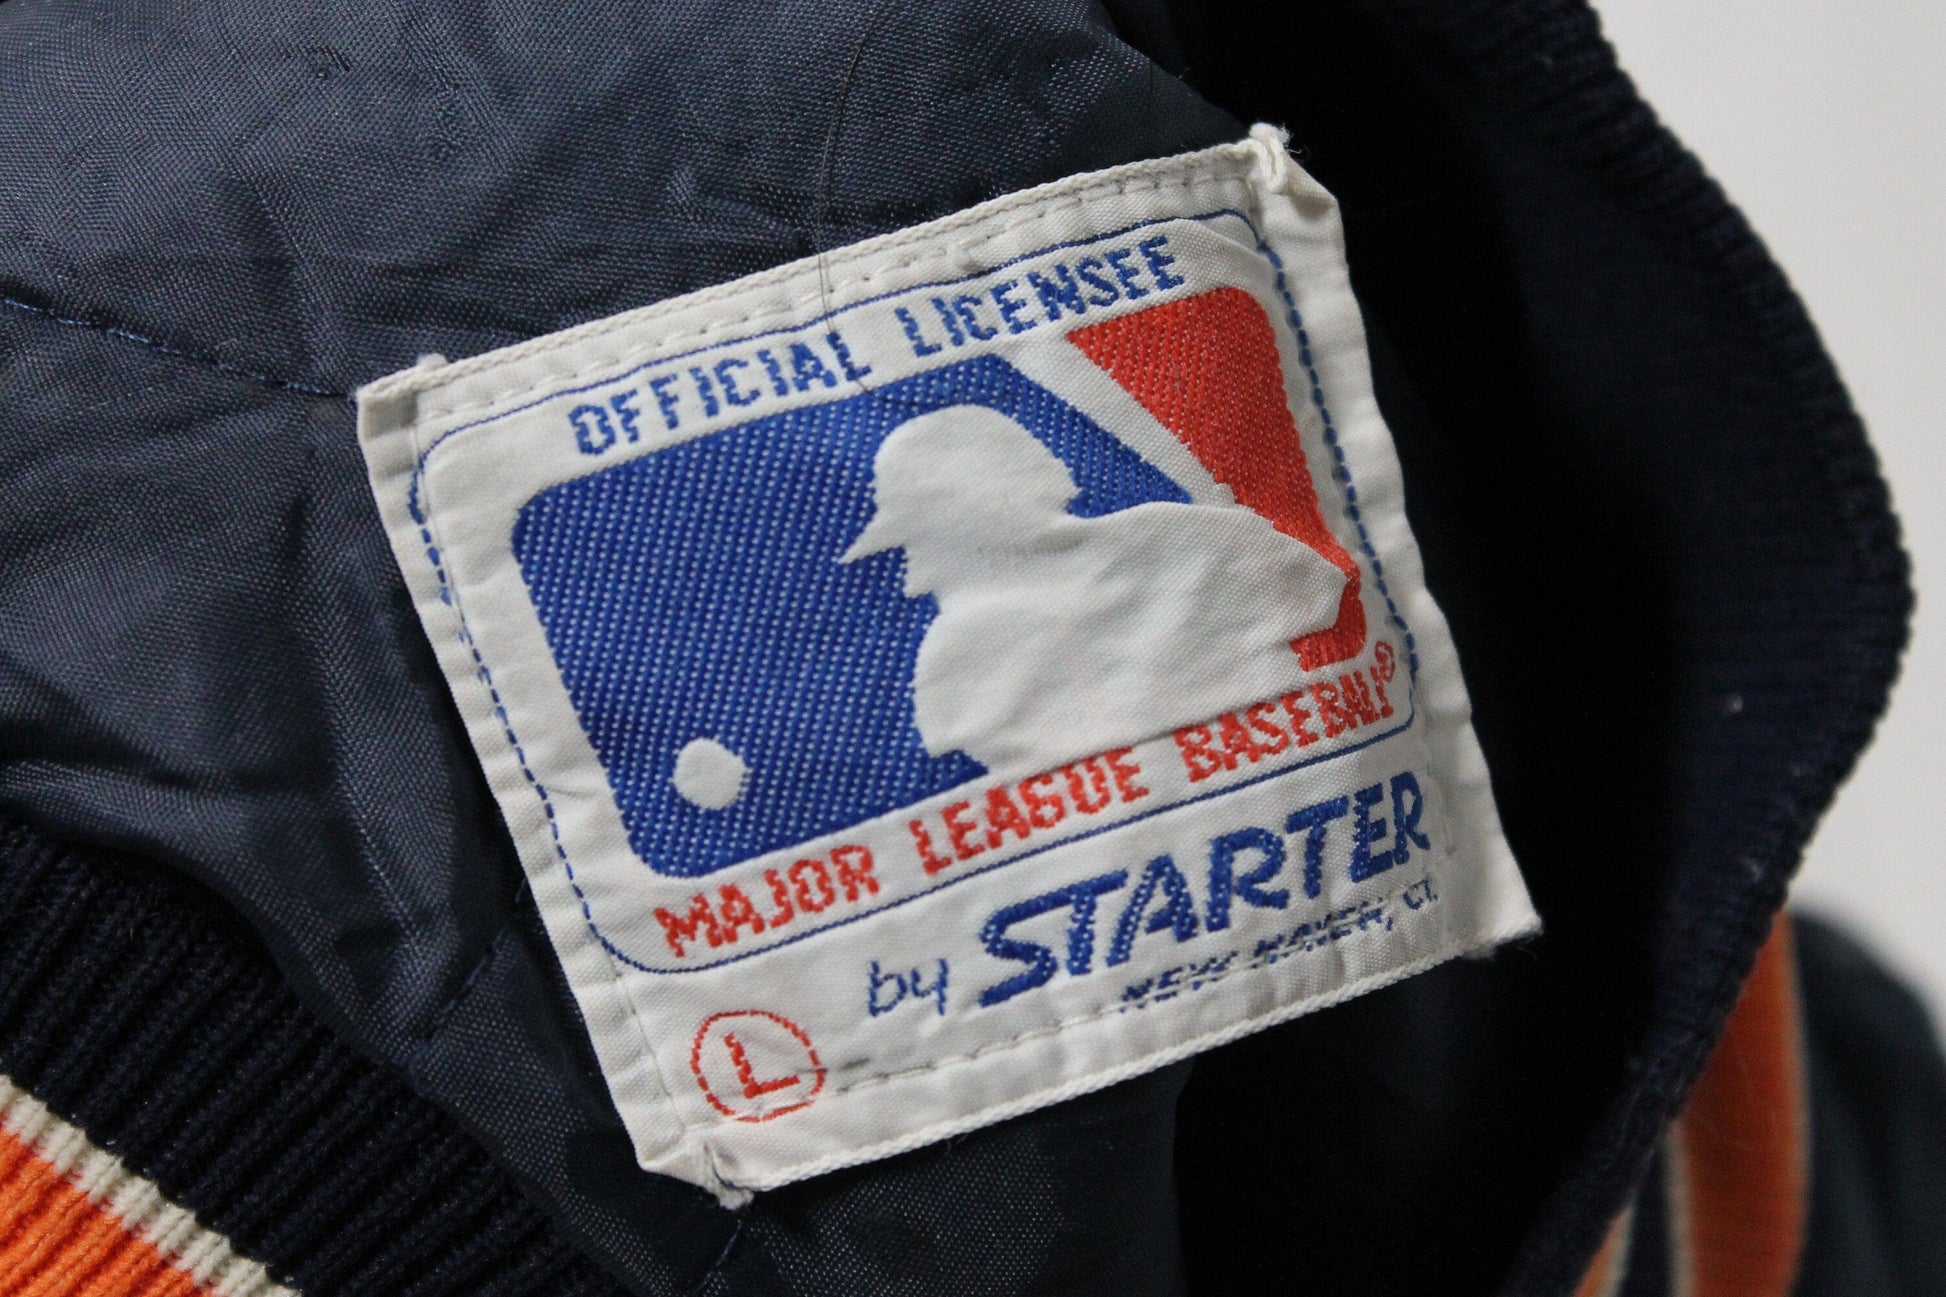 OFFICIAL LICENSEE
MAJOR LEAGUE BASEBALL®
by STARTER
NEW HAVEN, CT.
L